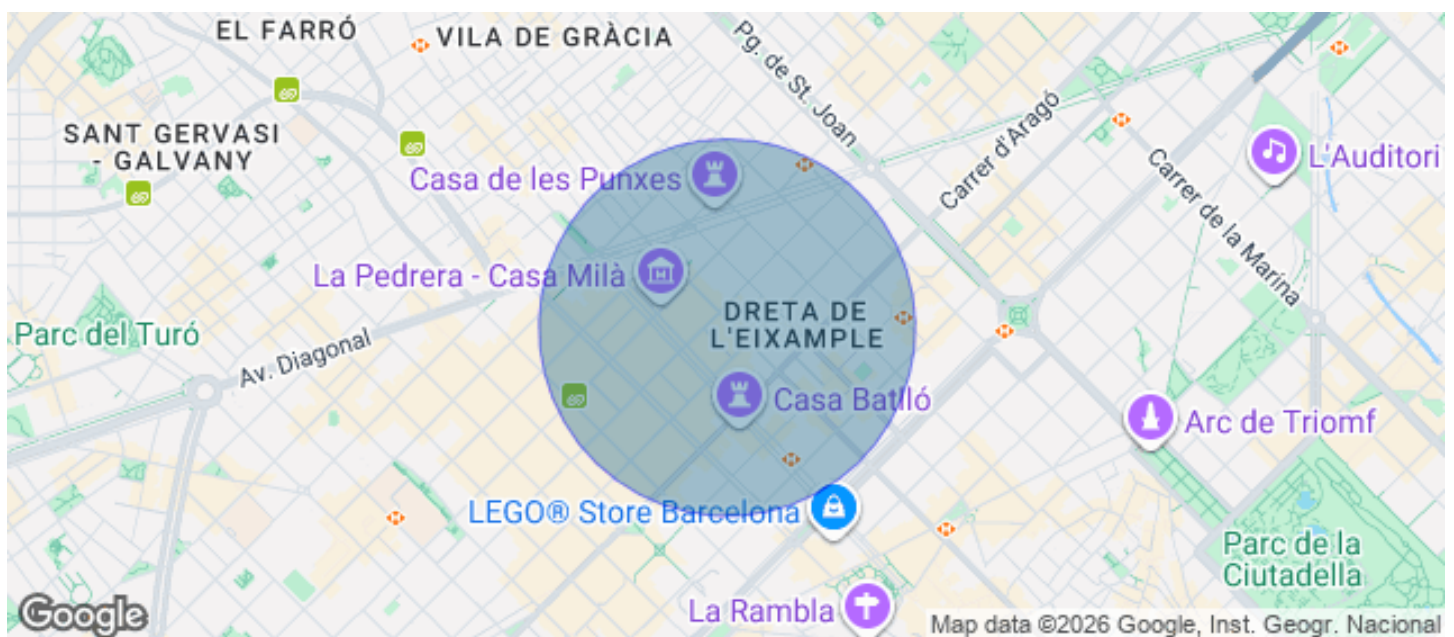 EL FARRÓ
VILA DE GRÀCIA
Pg. de St. Joan
SANT GERVASI
- GALVANY
Carrer d'Aragó
L'Auditori
Casa de les Punxes
Carrer de la Marina
La Pedrera - Casa Milà
DRETA DE
L'EIXAMPLE
Parc del Turó
Av. Diagonal
Casa Batlló
Arc de Triomf
LEGO® Store Barcelona
Parc de la
Ciutadella
La Rambla
Google
Map data ©2026 Google, Inst. Geogr. Nacional